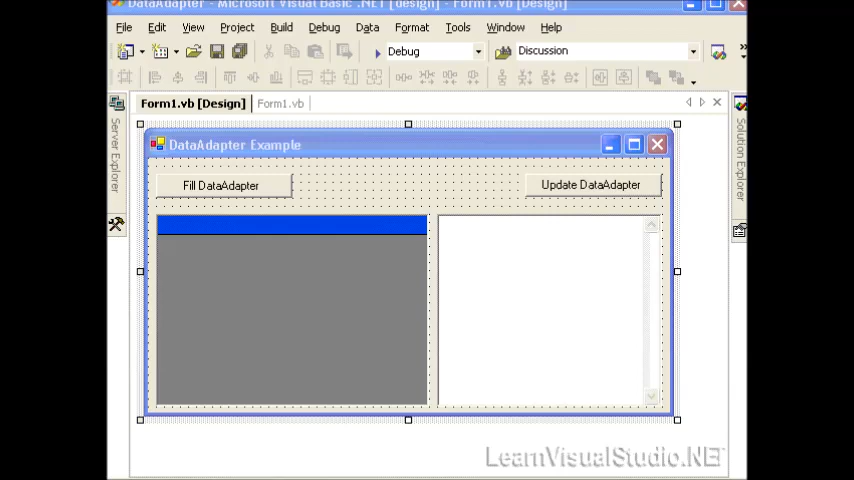 DataAdapter - Microsoft Visual Basic .NET [design] - Form1.vb [Design]
File Edit View Project Build Debug Data Format Tools Window Help
Debug Discussion
Form1.vb [Design] Form1.vb
Server Explorer
Solution Explorer
DataAdapter Example
Fill DataAdapter Update DataAdapter
LearnVisualStudio.NET